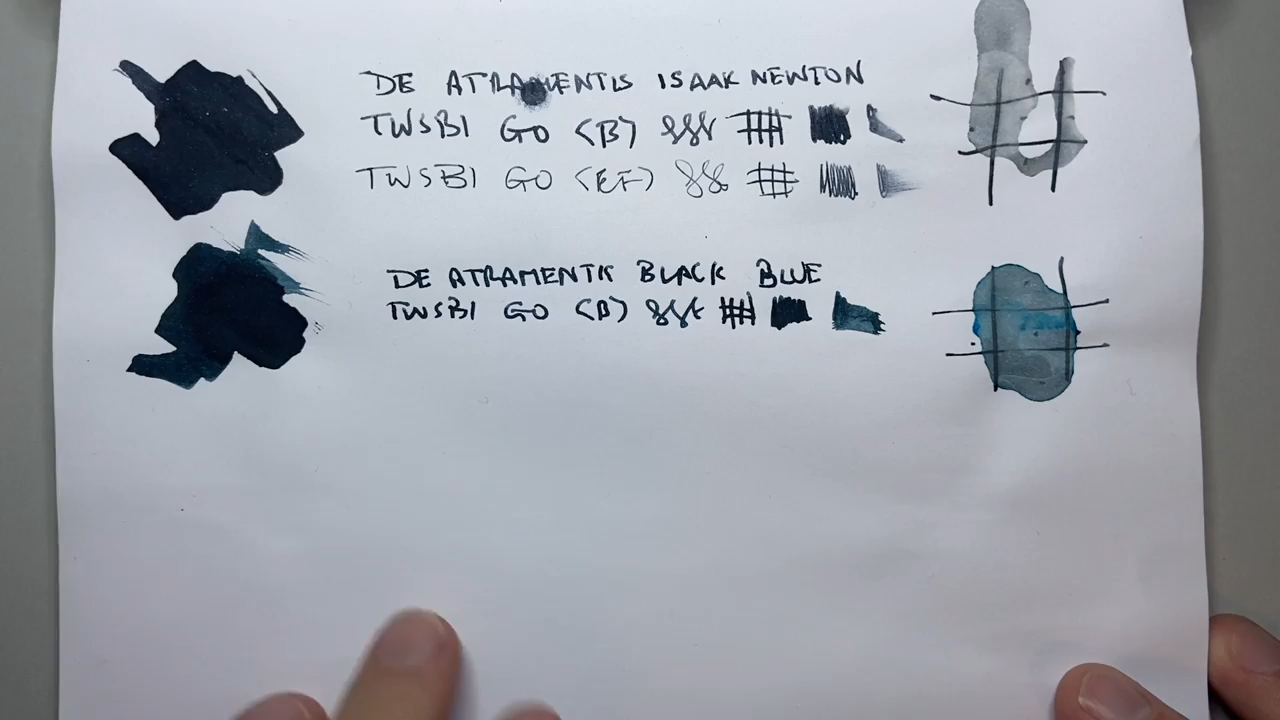 DE ATRAMENTIS ISAAK NEWTON
TWSBI GO (B)
TWSBI GO (EF)
DE ATRAMENTIS BLACK BLUE
TWSBI GO (B)